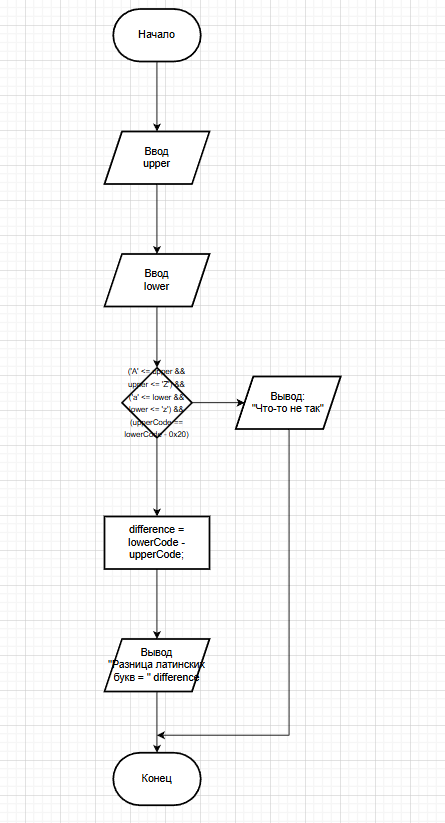 Начало
Ввод
upper
Ввод
lower
('A' <= upper &&
upper <= 'Z') &&
('a' <= lower &&
lower <= 'z') &&
(upperCode ==
lowerCode - 0x20)
Вывод:
"Что-то не так"
difference =
lowerCode -
upperCode;
Вывод
"Разница латинских
букв = " difference
Конец